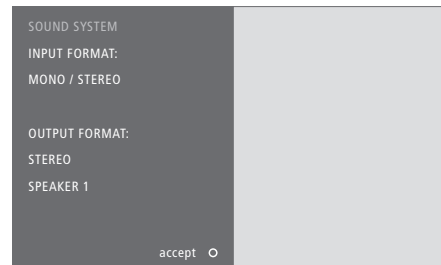 SOUND SYSTEM
INPUT FORMAT:
MONO / STEREO
OUTPUT FORMAT:
STEREO
SPEAKER 1
accept